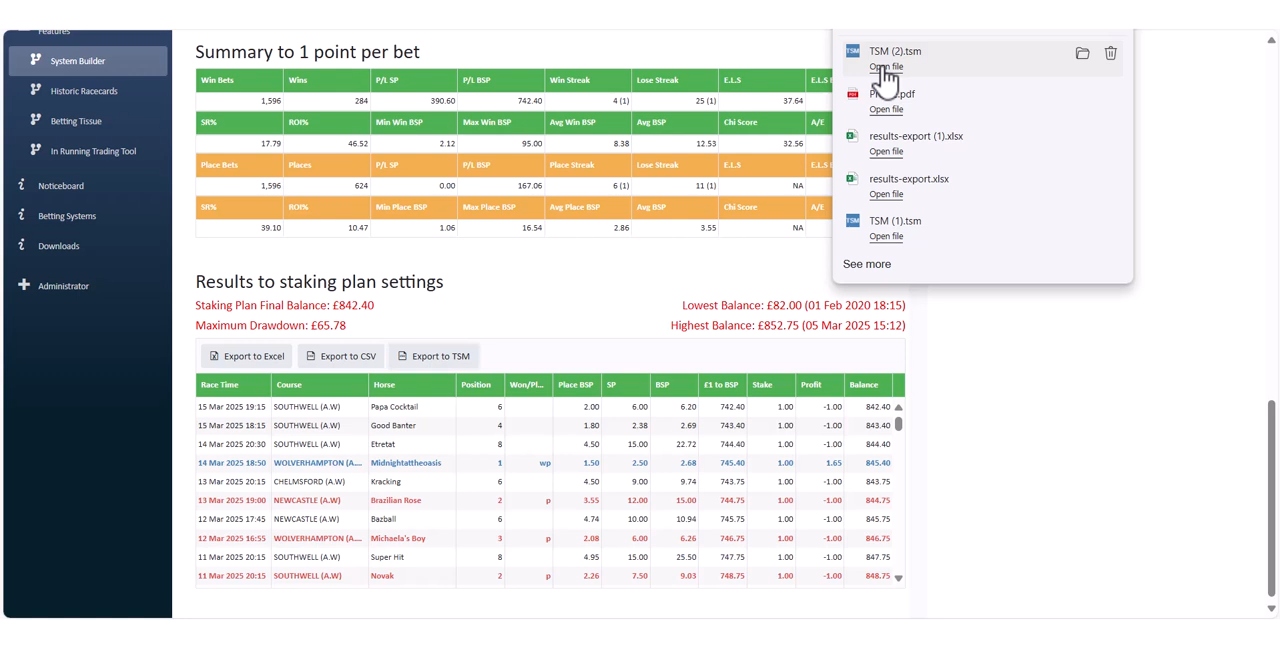 Features
System Builder
Historic Racecards
Betting Tissue
In Running Trading Tool
Noticeboard
Betting Systems
Downloads
Administrator
Summary to 1 point per bet
Win Bets Wins P/L SP P/L BSP Win Streak Lose Streak E.L.S E.L.S
1,596 284 390.60 742.40 4 (1) 25 (1) 37.64
SR% ROI% Min Win BSP Max Win BSP Avg Win BSP Avg BSP Chi Score A/E
17.79 46.52 2.12 95.00 8.38 12.53 32.56
Place Bets Places P/L SP P/L BSP Place Streak Lose Streak E.L.S E.L.S
1,596 624 0.00 167.06 6 (1) 11 (1) NA
SR% ROI% Min Place BSP Max Place BSP Avg Place BSP Avg BSP Chi Score A/E
39.10 10.47 1.06 16.54 2.86 3.55 NA
TSM TSM (2).tsm
Open file
PDF .pdf
Open file
results-export (1).xlsx
Open file
results-export.xlsx
Open file
TSM TSM (1).tsm
Open file
See more
Results to staking plan settings
Staking Plan Final Balance: £842.40 Lowest Balance: £82.00 (01 Feb 2020 18:15)
Maximum Drawdown: £65.78 Highest Balance: £852.75 (05 Mar 2025 15:12)
Export to Excel Export to CSV Export to TSM
Race Time Course Horse Position Won/Pl... Place BSP SP BSP £1 to BSP Stake Profit Balance
15 Mar 2025 19:15 SOUTHWELL (A.W) Papa Cocktail 6 2.00 6.00 6.20 742.40 1.00 -1.00 842.40
15 Mar 2025 18:15 SOUTHWELL (A.W) Good Banter 4 1.80 2.38 2.69 743.40 1.00 -1.00 843.40
14 Mar 2025 20:30 SOUTHWELL (A.W) Etretat 8 4.50 15.00 22.72 744.40 1.00 -1.00 844.40
14 Mar 2025 18:50 WOLVERHAMPTON (A.... Midnightattheoasis 1 wp 1.50 2.50 2.68 745.40 1.00 1.65 845.40
13 Mar 2025 20:15 CHELMSFORD (A.W) Kracking 6 4.50 9.00 9.74 743.75 1.00 -1.00 843.75
13 Mar 2025 19:00 NEWCASTLE (A.W) Brazilian Rose 2 p 3.55 12.00 15.00 744.75 1.00 -1.00 844.75
12 Mar 2025 17:45 NEWCASTLE (A.W) Bazball 6 4.74 10.00 10.94 745.75 1.00 -1.00 845.75
12 Mar 2025 16:55 WOLVERHAMPTON (A.... Michaela's Boy 3 p 2.08 6.00 6.26 746.75 1.00 -1.00 846.75
11 Mar 2025 20:15 SOUTHWELL (A.W) Super Hit 8 4.95 15.00 25.50 747.75 1.00 -1.00 847.75
11 Mar 2025 20:15 SOUTHWELL (A.W) Novak 2 p 2.26 7.50 9.03 748.75 1.00 -1.00 848.75